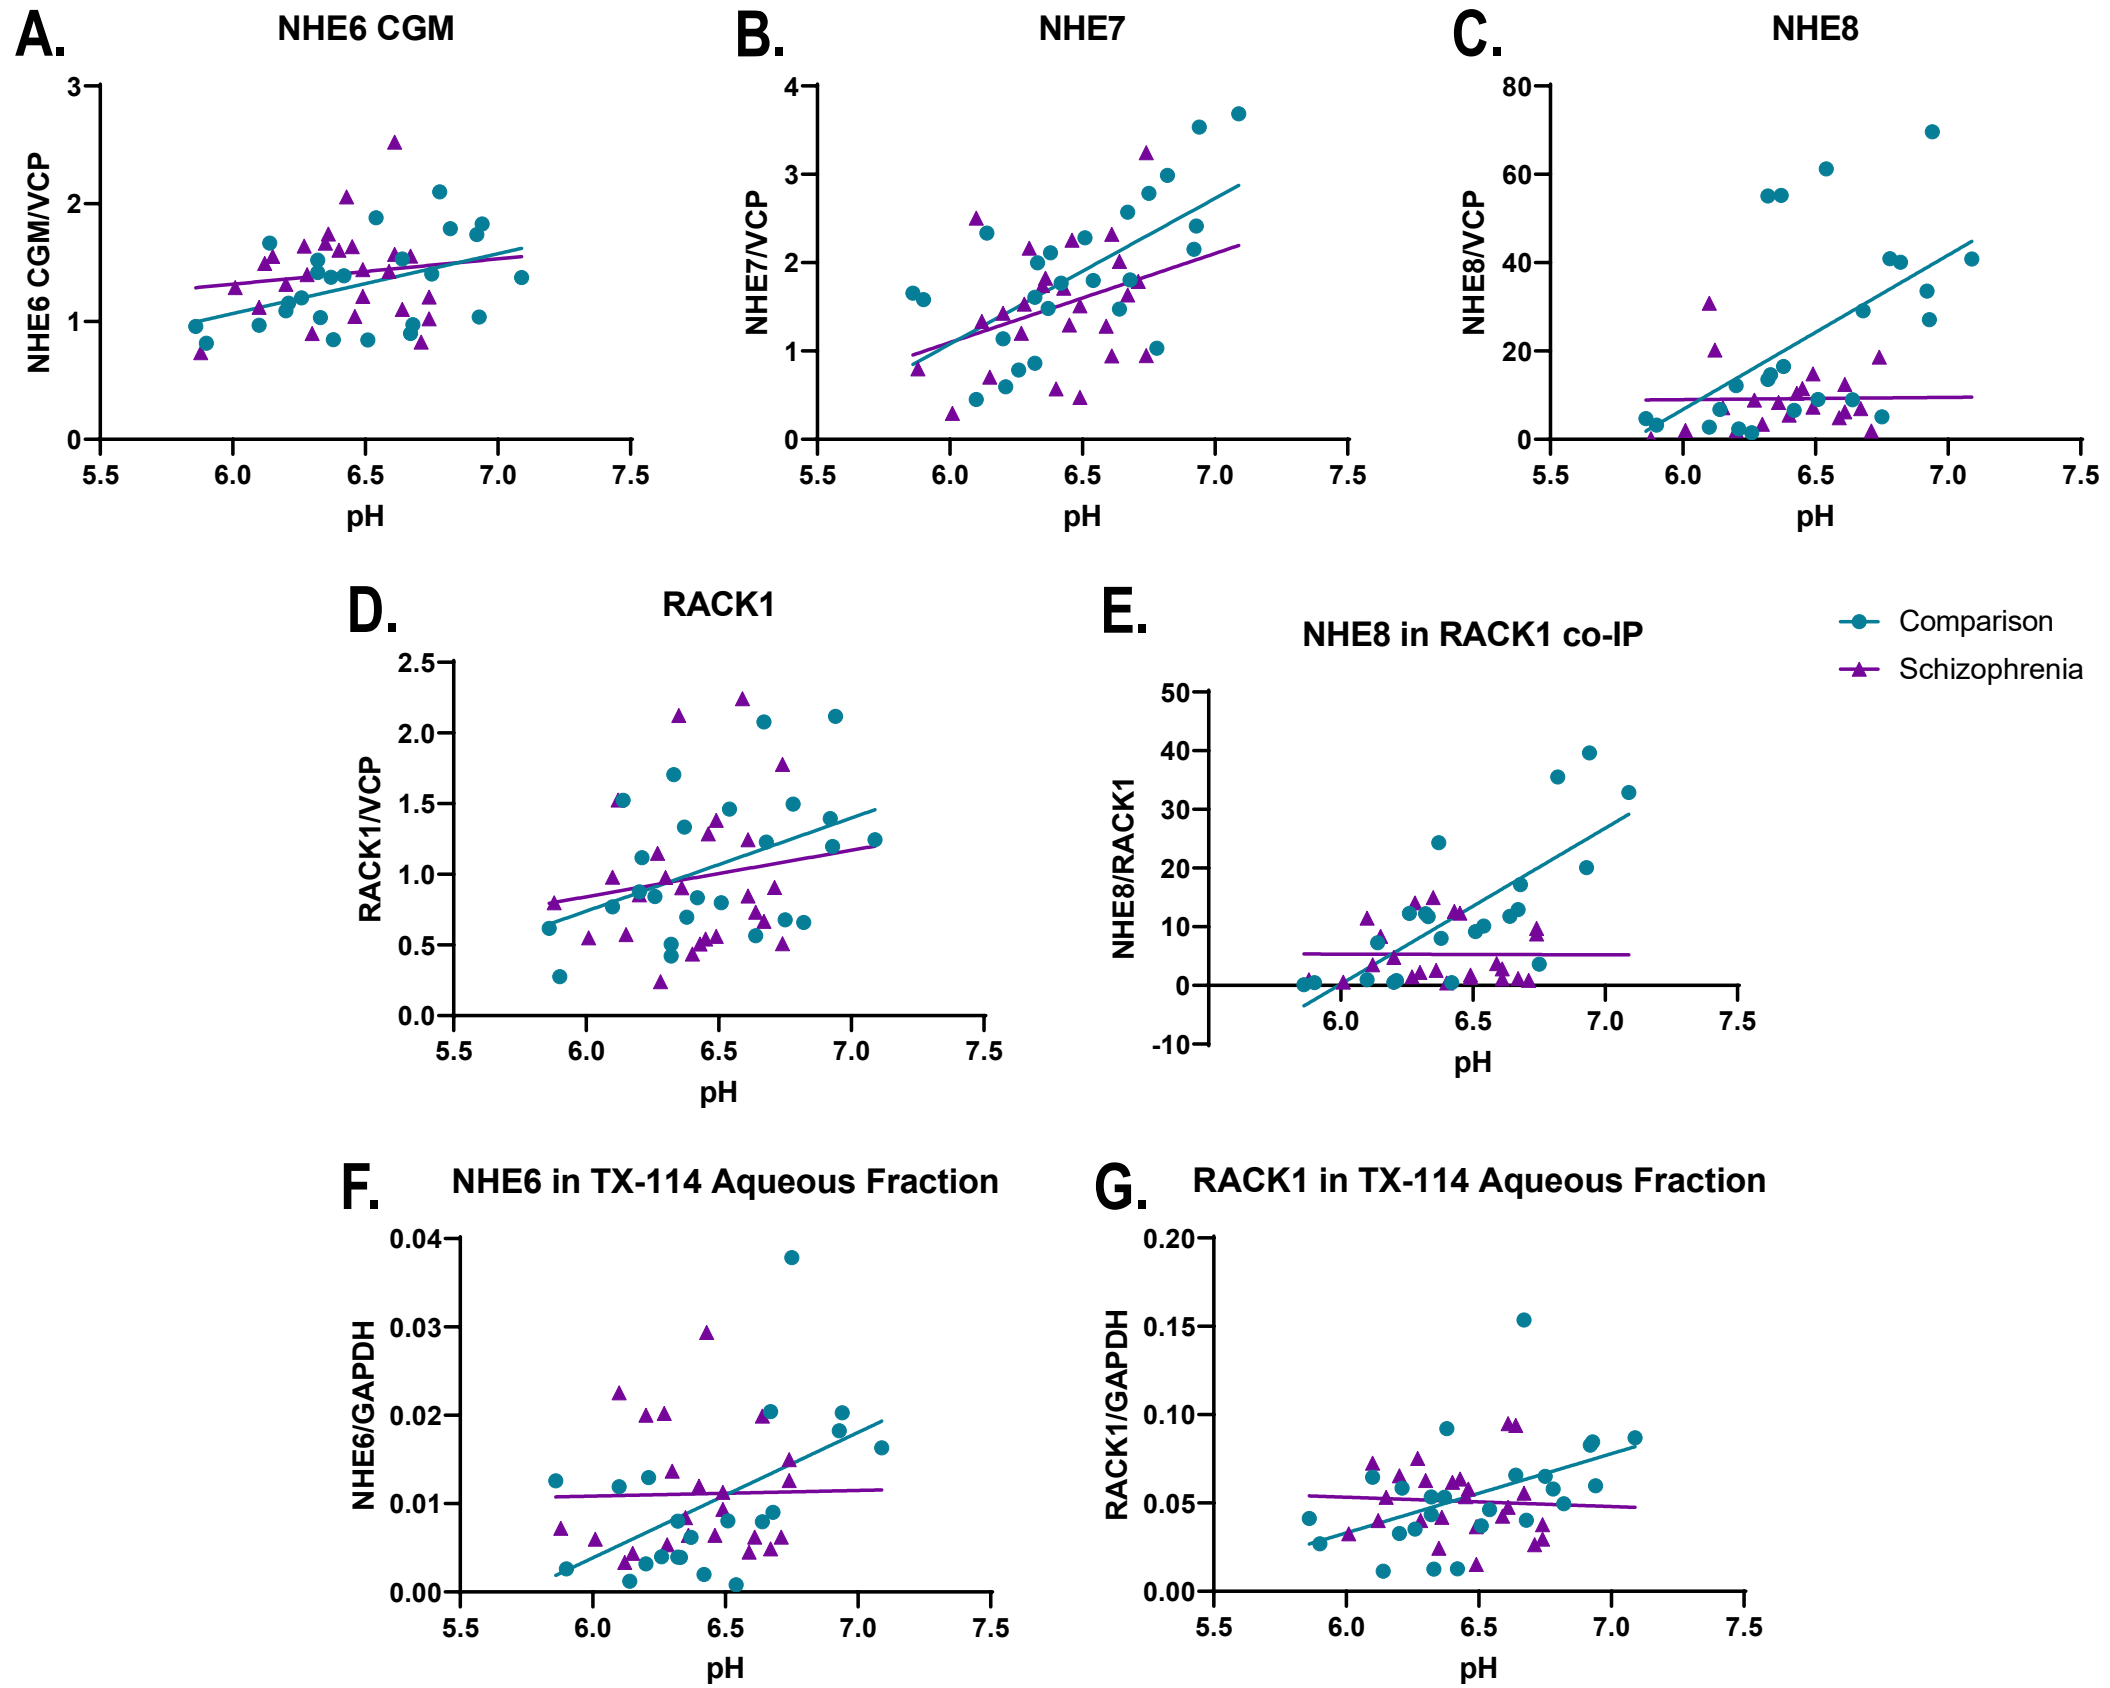 A.
NHE6 CGM
NHE6 CGM/VCP
3
2
1
0
5.5 6.0 6.5 7.0 7.5
pH
B.
NHE7
NHE7/VCP
4
3
2
1
0
5.5 6.0 6.5 7.0 7.5
pH
C.
NHE8
NHE8/VCP
80
60
40
20
0
5.5 6.0 6.5 7.0 7.5
pH
D.
RACK1
RACK1/VCP
2.5
2.0
1.5
1.0
0.5
0.0
5.5 6.0 6.5 7.0 7.5
pH
E.
NHE8 in RACK1 co-IP
NHE8/RACK1
50
40
30
20
10
0
-10
6.0 6.5 7.0 7.5
pH
Comparison
Schizophrenia
F.
NHE6 in TX-114 Aqueous Fraction
NHE6/GAPDH
0.04
0.03
0.02
0.01
0.00
5.5 6.0 6.5 7.0 7.5
pH
G.
RACK1 in TX-114 Aqueous Fraction
RACK1/GAPDH
0.20
0.15
0.10
0.05
0.00
5.5 6.0 6.5 7.0 7.5
pH